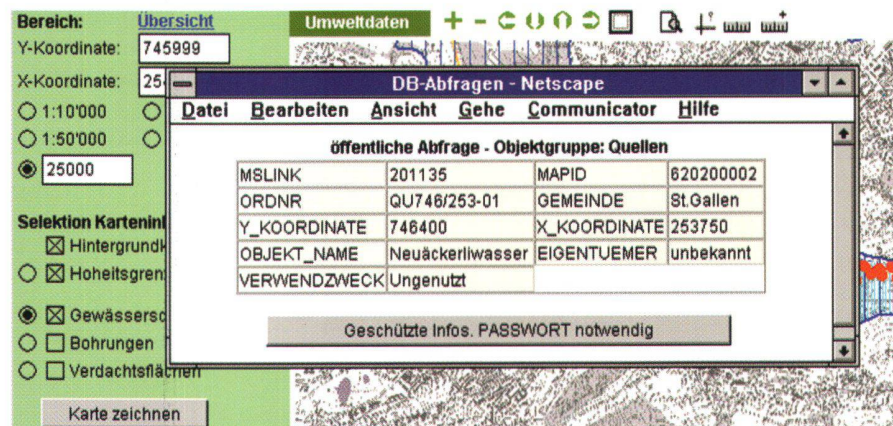 Bereich: Übersicht Umweltdaten
Y-Koordinate: 745999
X-Koordinate: 25
DB-Abfragen - Netscape
1:10'000
Datei Bearbeiten Ansicht Gehe Communicator Hilfe
1:50'000
öffentliche Abfrage - Objektgruppe: Quellen
25000
MSLINK 201135 MAPID 620200002
ORDNR QU746/253-01 GEMEINDE St.Gallen
Y_KOORDINATE 746400 X_KOORDINATE 253750
OBJEKT_NAME Neuäckerliwasser EIGENTUEMER unbekannt
VERWENDZWECK Ungenutzt
Geschützte Infos. PASSWORT notwendig
Selektion Karteninh
Hintergrundk
Hoheitsgren
Gewässersc
Bohrungen
Verdachtsflächen
Karte zeichnen